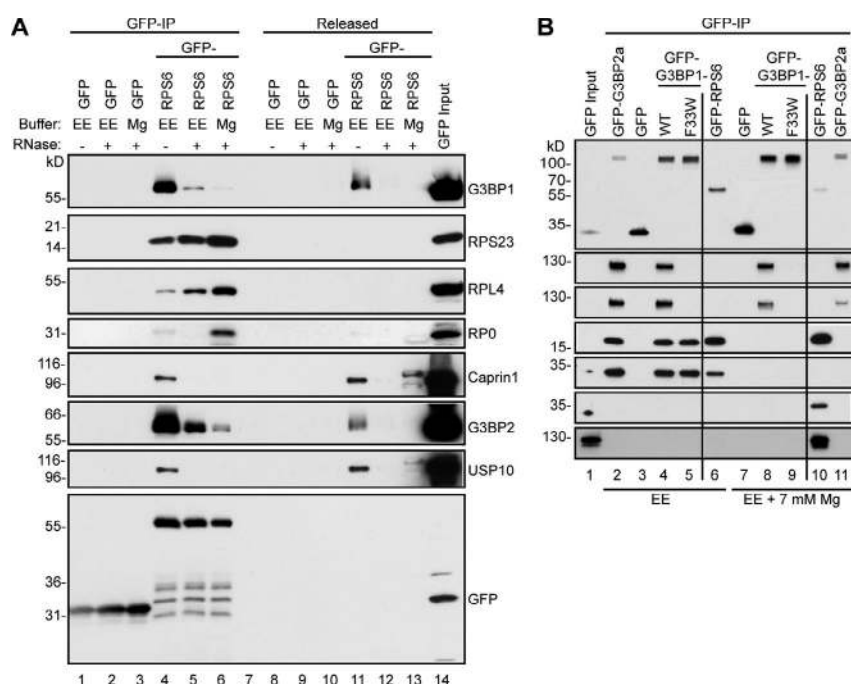 A
GFP-IP
Released
GFP-
GFP-
GFP
GFP
GFP
RPS6
RPS6
RPS6
GFP
GFP
GFP
RPS6
RPS6
RPS6
GFP Input
Buffer: EE EE Mg EE EE Mg EE EE Mg EE EE Mg
RNase: - + + - + + - + + - + +
kD
55-
G3BP1
21-
14-
RPS23
55-
RPL4
31-
RP0
116-
96-
Caprin1
66-
55-
G3BP2
116-
96-
USP10
55-
36-
31-
GFP
1 2 3 4 5 6 7 8 9 10 11 12 13 14
B
GFP-IP
GFP Input
GFP-G3BP2a
GFP
GFP-
G3BP1-
WT
F33W
GFP-RPS6
GFP
GFP-
G3BP1-
WT
F33W
GFP-RPS6
GFP-G3BP2a
kD
100-
70-
55-
35-
130-
130-
15-
35-
35-
130-
1 2 3 4 5 6 7 8 9 10 11
EE
EE + 7 mM Mg